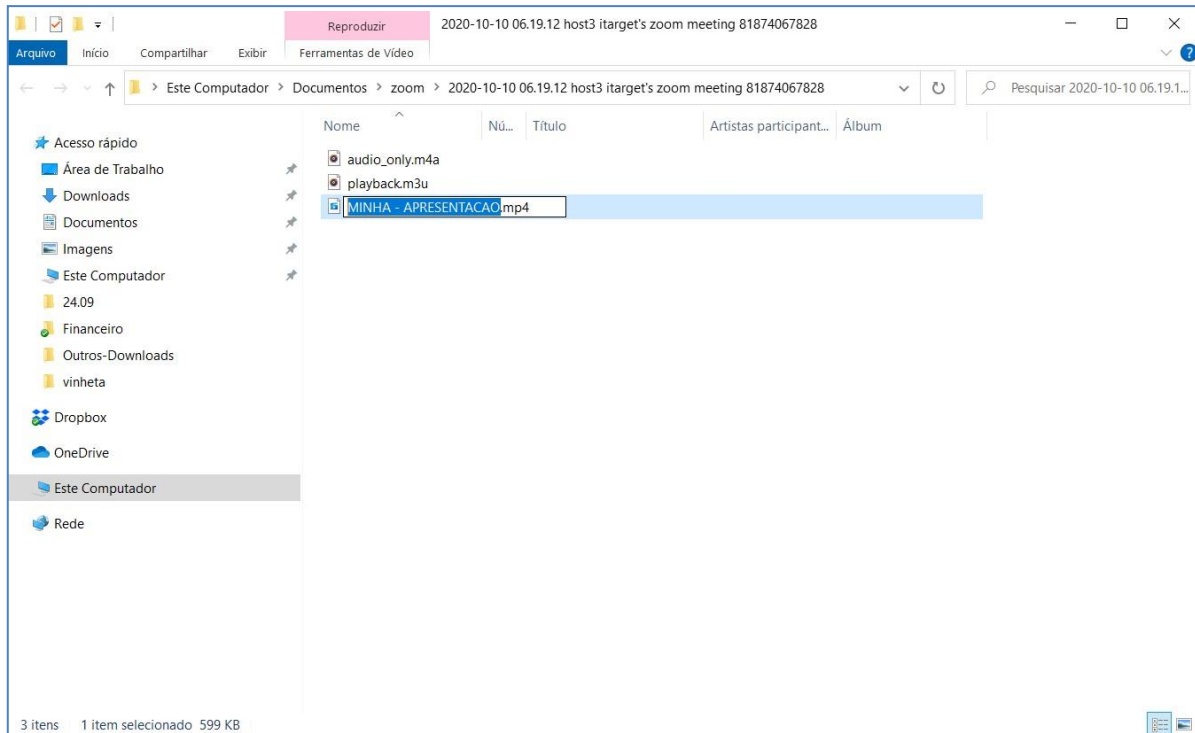 Reproduzir 2020-10-10 06.19.12 host3 itarget's zoom meeting 81874067828
Arquivo Início Compartilhar Exibir Ferramentas de Vídeo
Este Computador > Documentos > zoom > 2020-10-10 06.19.12 host3 itarget's zoom meeting 81874067828 Pesquisar 2020-10-10 06.19.1...
Nome Nú... Título Artistas participant... Álbum
Acesso rápido
Área de Trabalho
Downloads
Documentos
Imagens
Este Computador
24.09
Financeiro
Outros-Downloads
vinheta
Dropbox
OneDrive
Este Computador
Rede
audio_only.m4a
playback.m3u
MINHA - APRESENTACAO.mp4
3 itens 1 item selecionado 599 KB